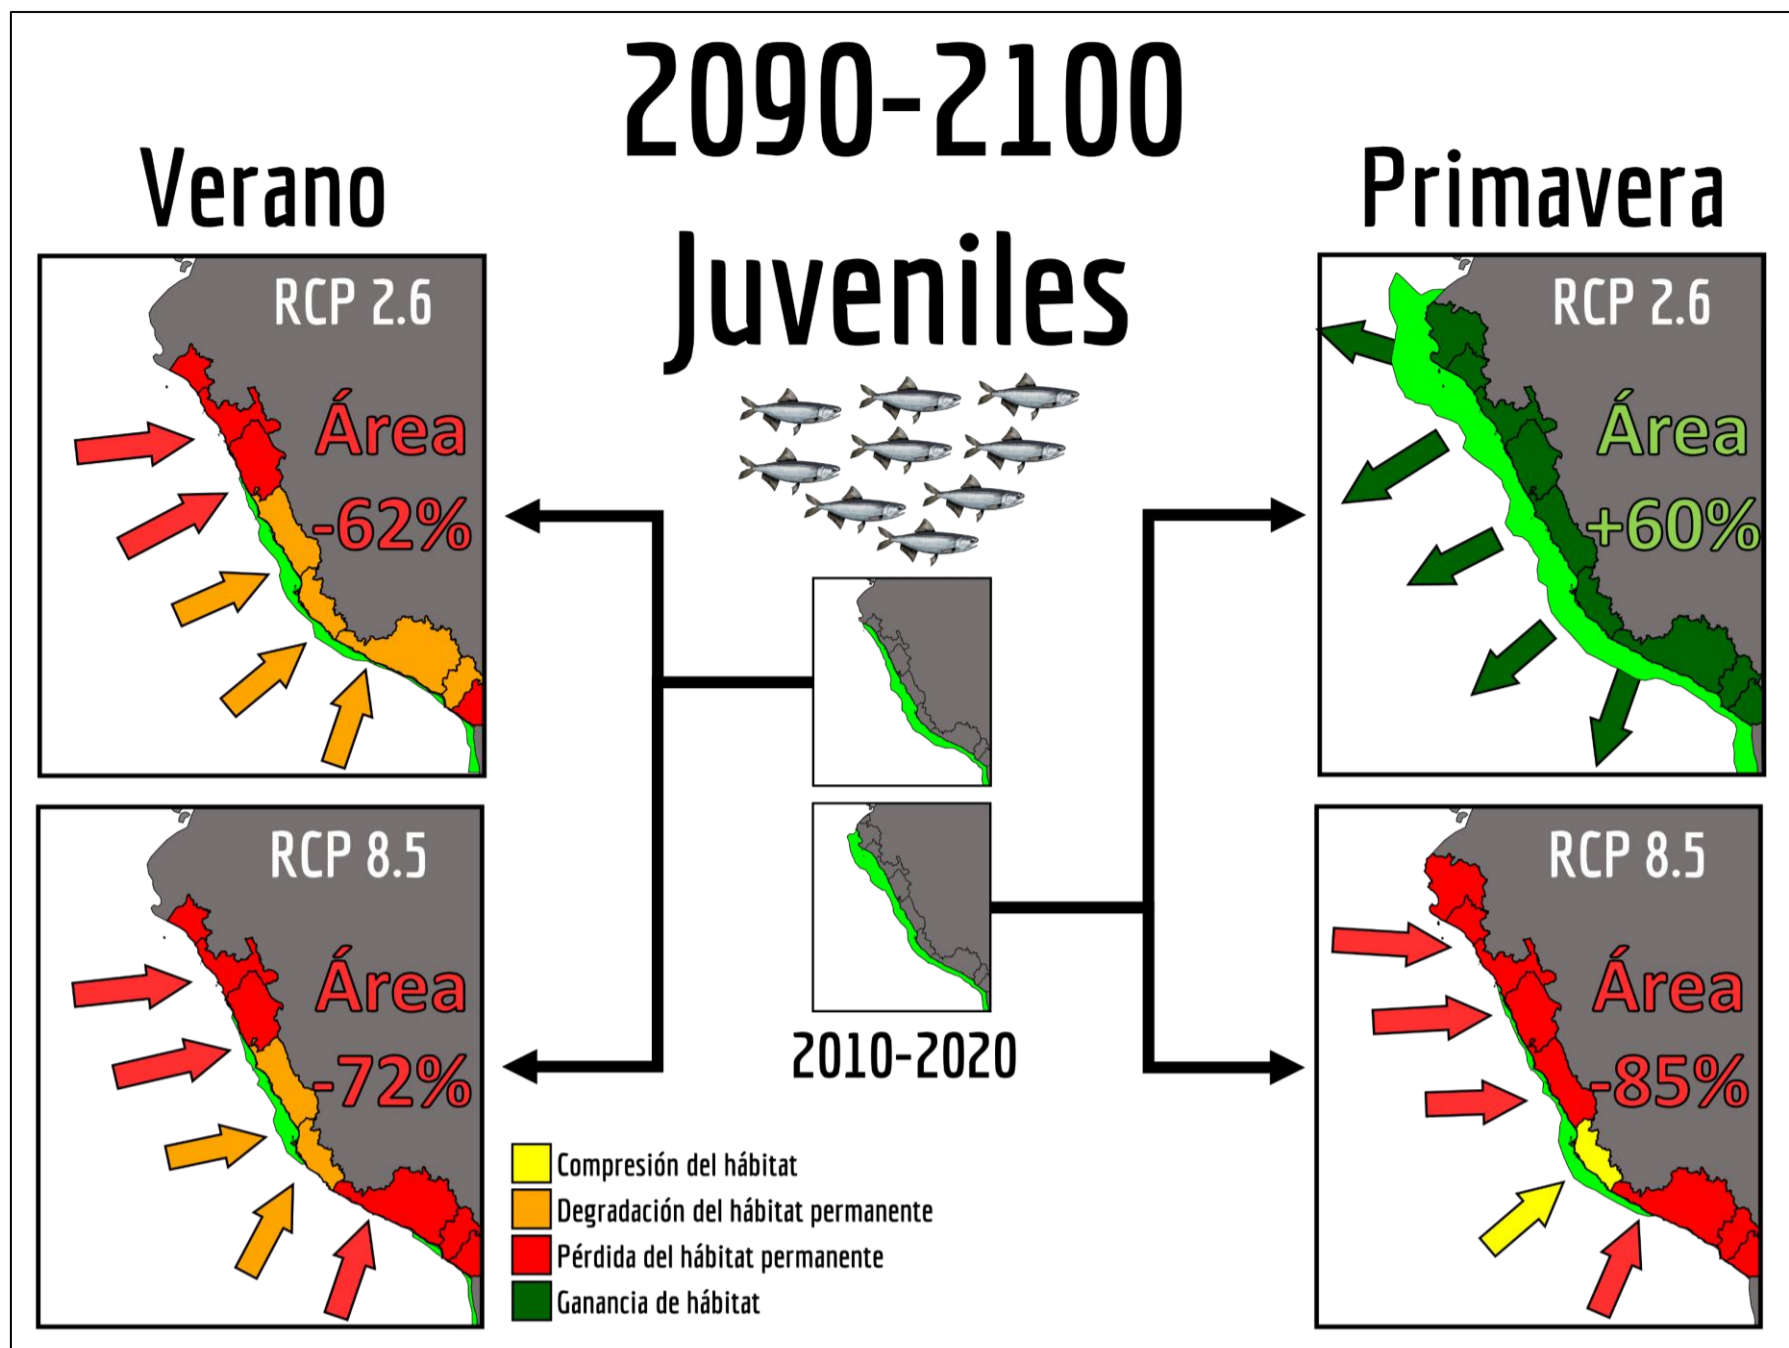 2090-2100
Verano
Juveniles
Primavera
RCP 2.6
Área
-62%
RCP 2.6
Área
+60%
RCP 8.5
Área
-72%
2010-2020
RCP 8.5
Área
-85%
Compresión del hábitat
Degradación del hábitat permanente
Pérdida del hábitat permanente
Ganancia de hábitat